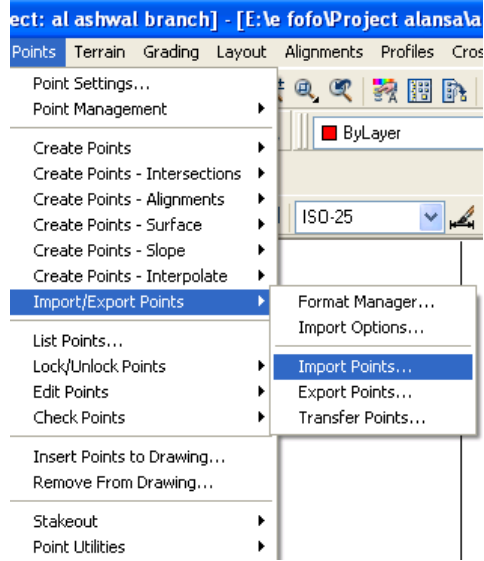 ect: al ashwal branch] - [E:\e fofo\Project alansa\a
Points Terrain Grading Layout Alignments Profiles Cros
Point Settings...
Point Management
ByLayer
Create Points
Create Points - Intersections
Create Points - Alignments
Create Points - Surface
ISO-25
Create Points - Slope
Create Points - Interpolate
Import/Export Points
Format Manager...
Import Options...
List Points...
Lock/Unlock Points
Import Points...
Edit Points
Export Points...
Check Points
Transfer Points...
Insert Points to Drawing...
Remove From Drawing...
Stakeout
Point Utilities